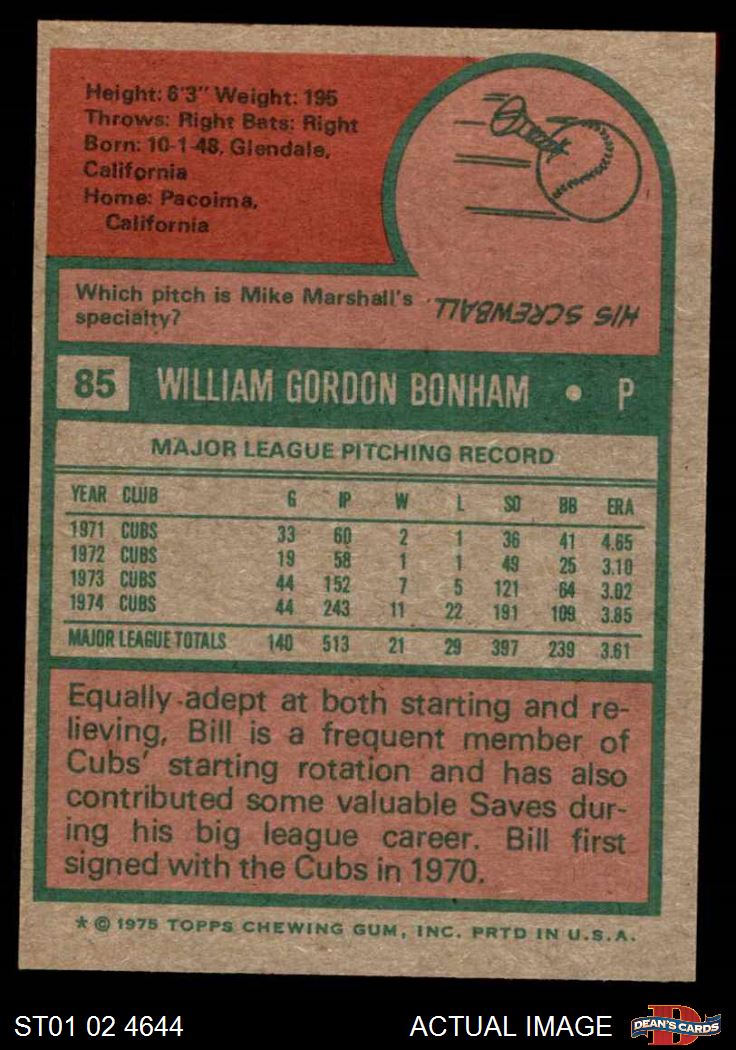 Height: 6'3" Weight: 195
Throws: Right Bats: Right
Born: 10-1-48, Glendale,
California
Home: Pacoima,
California
Which pitch is Mike Marshall's
specialty?
HIS SCREWBALL
85 WILLIAM GORDON BONHAM • P
MAJOR LEAGUE PITCHING RECORD
YEAR CLUB G IP W L SO BB ERA
1971 CUBS 33 60 2 1 36 41 4.65
1972 CUBS 19 58 1 1 49 25 3.10
1973 CUBS 44 152 7 5 121 64 3.02
1974 CUBS 44 243 11 22 191 109 3.85
MAJOR LEAGUE TOTALS 140 513 21 29 397 239 3.61
Equally adept at both starting and re-
lieving, Bill is a frequent member of
Cubs' starting rotation and has also
contributed some valuable Saves dur-
ing his big league career. Bill first
signed with the Cubs in 1970.
* © 1975 TOPPS CHEWING GUM, INC. PRTD IN U.S.A.
ST01 02 4644 ACTUAL IMAGE DEAN'S CARDS